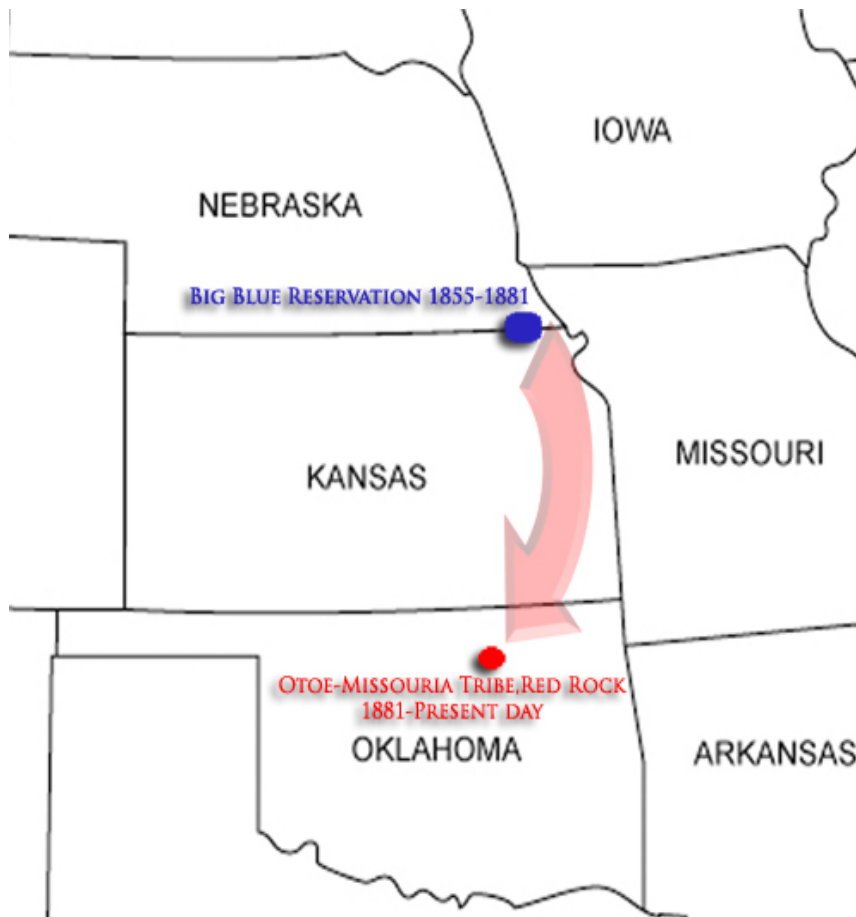 IOWA
NEBRASKA
BIG BLUE RESERVATION 1855-1881
MISSOURI
KANSAS
OTOE-MISSOURIA TRIBE,RED ROCK
1881-PRESENT DAY
OKLAHOMA
ARKANSAS